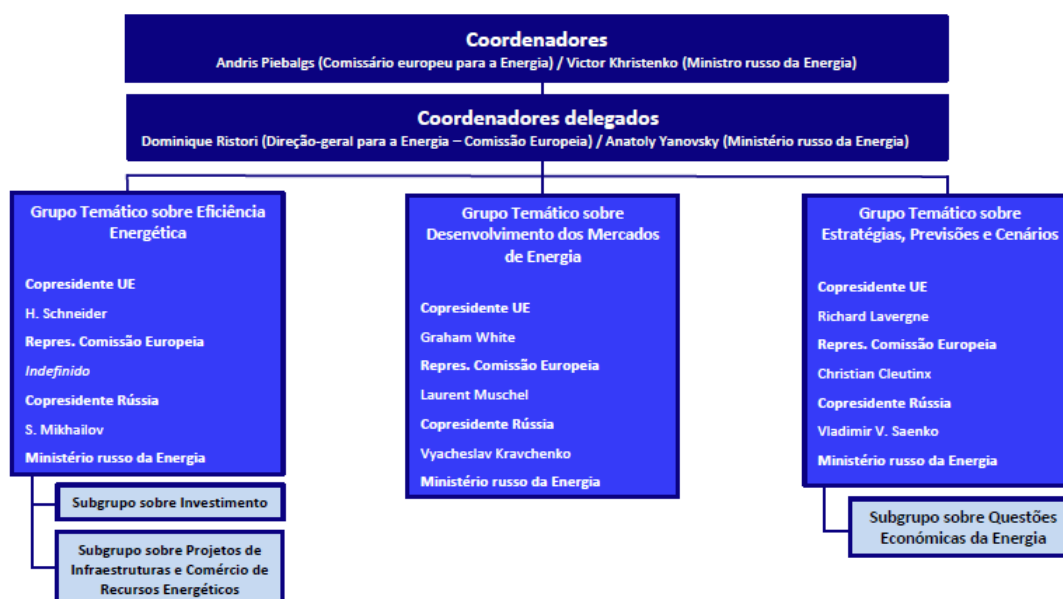 Coordenadores
Andris Piebalgs (Comissário europeu para a Energia) / Victor Khristenko (Ministro russo da Energia)
Coordenadores delegados
Dominique Ristori (Direção-geral para a Energia – Comissão Europeia) / Anatoly Yanovsky (Ministério russo da Energia)
Grupo Temático sobre Eficiência
Energética
Copresidente UE
H. Schneider
Repres. Comissão Europeia
Indefinido
Copresidente Rússia
S. Mikhailov
Ministério russo da Energia
Subgrupo sobre Investimento
Subgrupo sobre Projetos de
Infraestruturas e Comércio de
Recursos Energéticos
Grupo Temático sobre
Desenvolvimento dos Mercados
de Energia
Copresidente UE
Graham White
Repres. Comissão Europeia
Laurent Muschel
Copresidente Rússia
Vyacheslav Kravchenko
Ministério russo da Energia
Grupo Temático sobre
Estratégias, Previsões e Cenários
Copresidente UE
Richard Lavergne
Repres. Comissão Europeia
Christian Cleutinx
Copresidente Rússia
Vladimir V. Saenko
Ministério russo da Energia
Subgrupo sobre Questões
Económicas da Energia